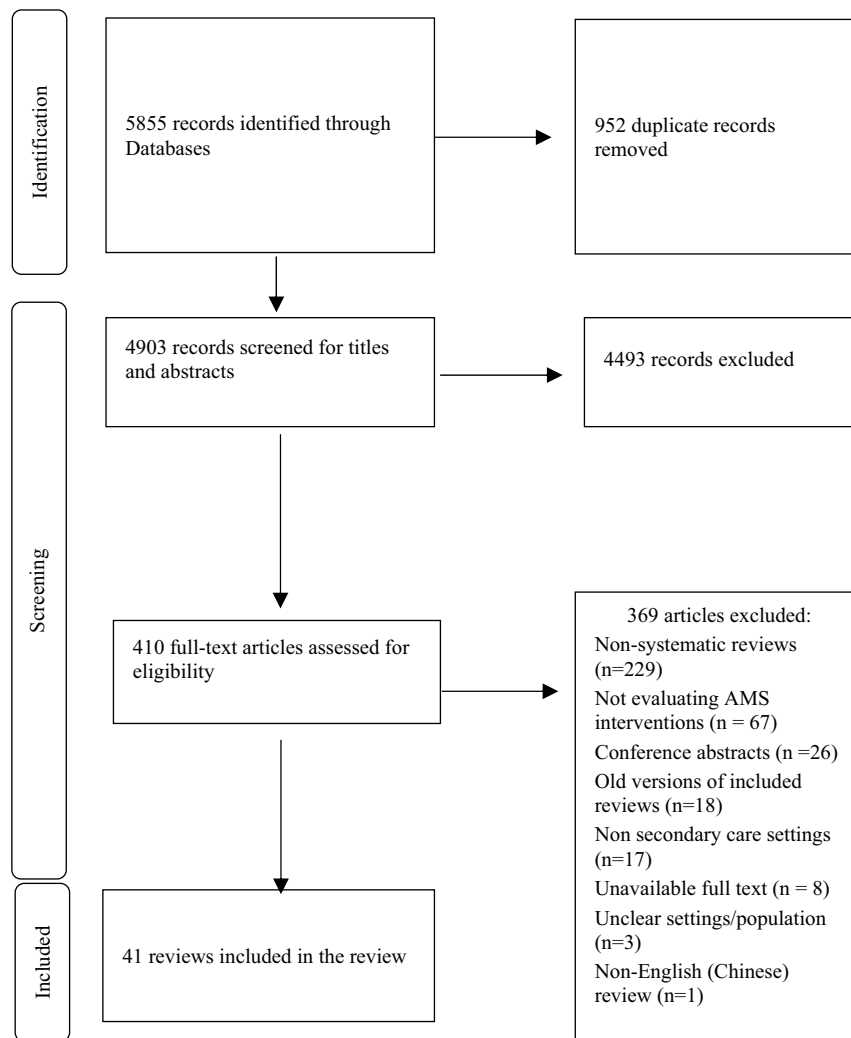 Identification
5855 records identified through
Databases
952 duplicate records
removed
Screening
4903 records screened for titles
and abstracts
4493 records excluded
410 full-text articles assessed for
eligibility
369 articles excluded:
Non-systematic reviews
(n=229)
Not evaluating AMS
interventions (n = 67)
Conference abstracts (n =26)
Old versions of included
reviews (n=18)
Non secondary care settings
(n=17)
Unavailable full text (n = 8)
Unclear settings/population
(n=3)
Non-English (Chinese)
review (n=1)
Included
41 reviews included in the review